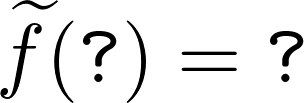 f̃(?) = ?